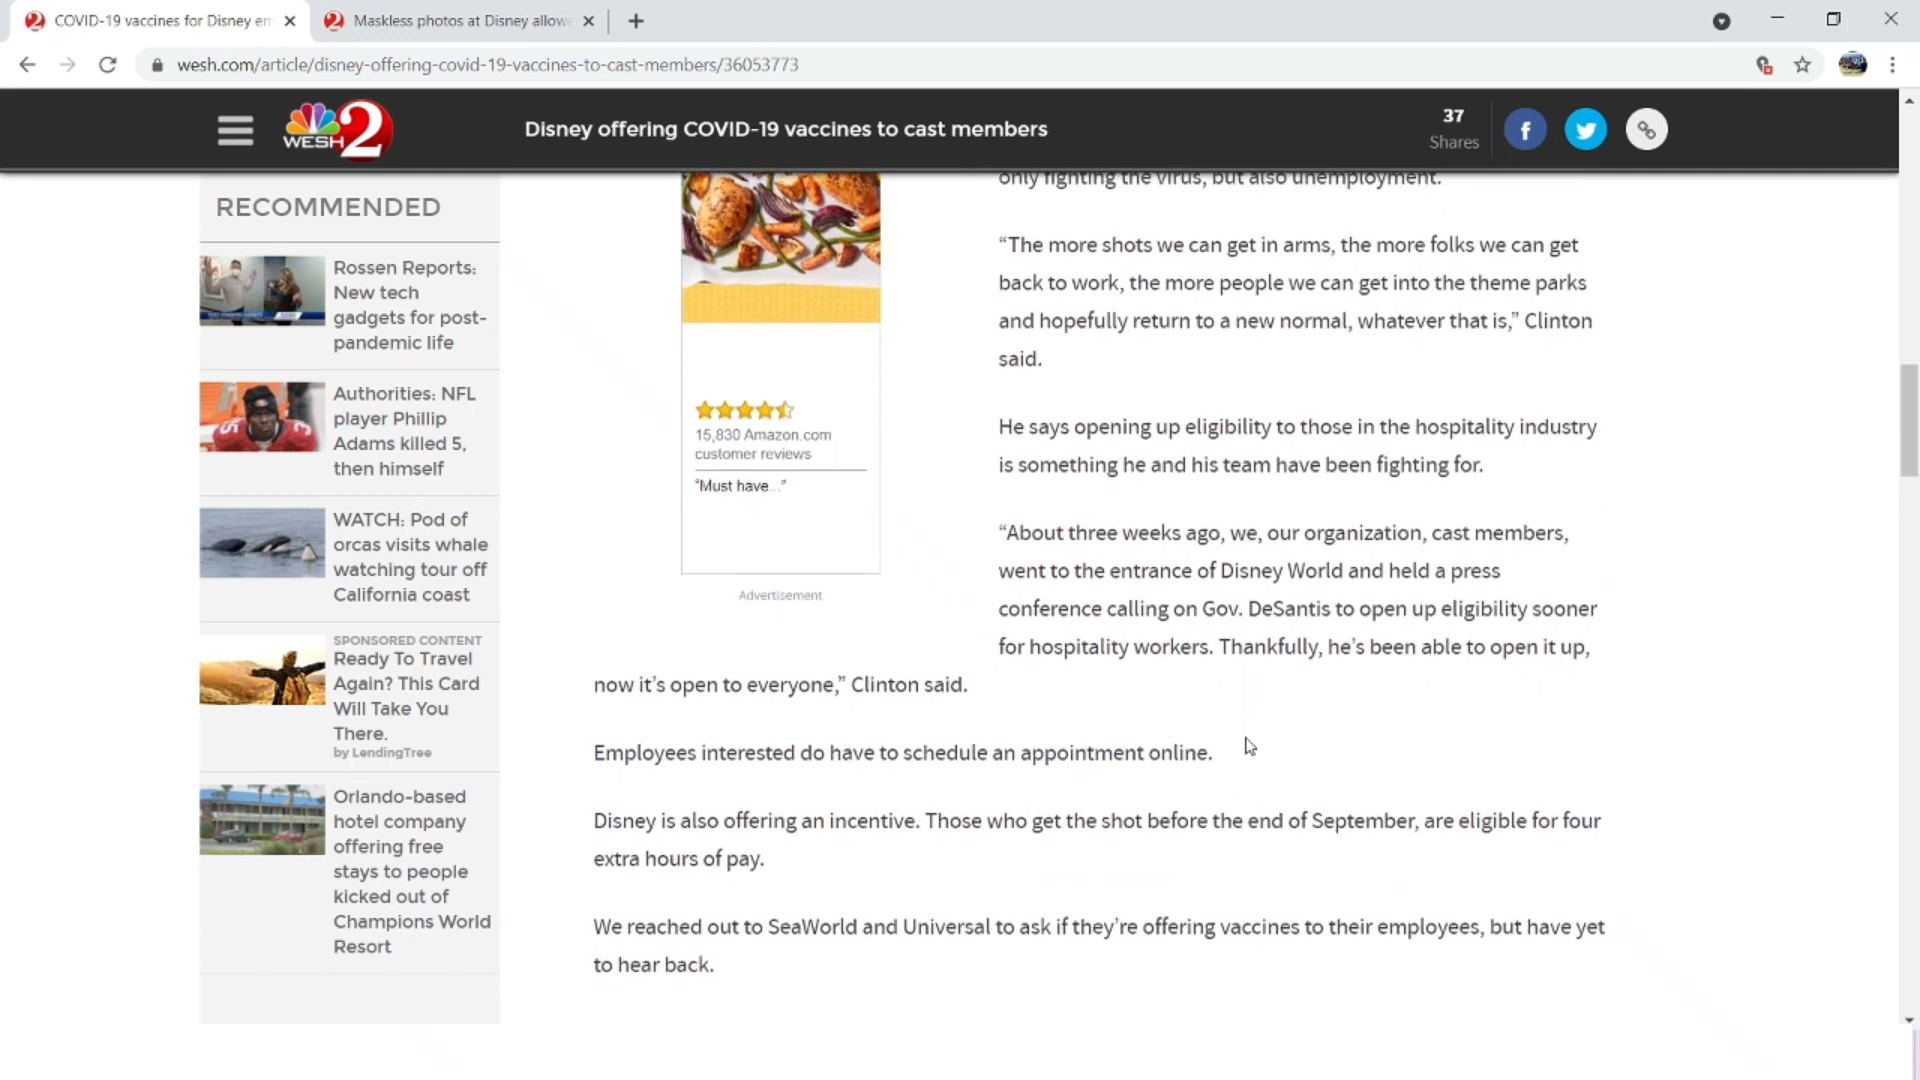 COVID-19 vaccines for Disney em
Maskless photos at Disney allow
wesh.com/article/disney-offering-covid-19-vaccines-to-cast-members/36053773
WESH 2
Disney offering COVID-19 vaccines to cast members
37
Shares
RECOMMENDED
Rossen Reports:
New tech
gadgets for post-
pandemic life
Authorities: NFL
player Phillip
Adams killed 5,
then himself
WATCH: Pod of
orcas visits whale
watching tour off
California coast
SPONSORED CONTENT
Ready To Travel
Again? This Card
Will Take You
There.
by LendingTree
Orlando-based
hotel company
offering free
stays to people
kicked out of
Champions World
Resort
15,830 Amazon.com
customer reviews
"Must have..."
Advertisement
only fighting the virus, but also unemployment.
“The more shots we can get in arms, the more folks we can get
back to work, the more people we can get into the theme parks
and hopefully return to a new normal, whatever that is,” Clinton
said.
He says opening up eligibility to those in the hospitality industry
is something he and his team have been fighting for.
“About three weeks ago, we, our organization, cast members,
went to the entrance of Disney World and held a press
conference calling on Gov. DeSantis to open up eligibility sooner
for hospitality workers. Thankfully, he’s been able to open it up,
now it’s open to everyone,” Clinton said.
Employees interested do have to schedule an appointment online.
Disney is also offering an incentive. Those who get the shot before the end of September, are eligible for four
extra hours of pay.
We reached out to SeaWorld and Universal to ask if they’re offering vaccines to their employees, but have yet
to hear back.